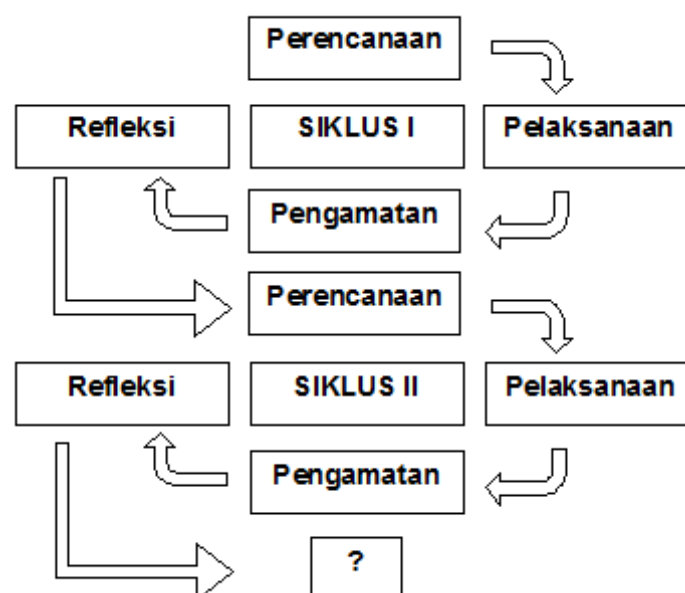 Perencanaan
Refleksi
SIKLUS I
Pelaksanaan
Pengamatan
Perencanaan
Refleksi
SIKLUS II
Pelaksanaan
Pengamatan
?